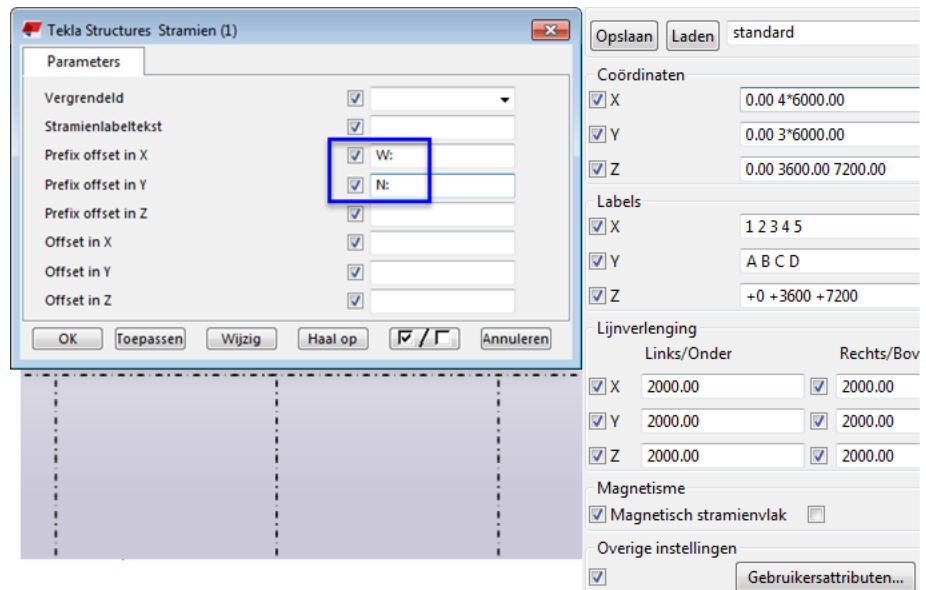 Tekla Structures Stramien (1)
Parameters
Vergrendeld
Stramienlabeltekst
Prefix offset in X W:
Prefix offset in Y N:
Prefix offset in Z
Offset in X
Offset in Y
Offset in Z
OK Toepassen Wijzig Haal op / Annuleren
Opslaan Laden standard
Coördinaten
X 0.00 4*6000.00
Y 0.00 3*6000.00
Z 0.00 3600.00 7200.00
Labels
X 1 2 3 4 5
Y A B C D
Z +0 +3600 +7200
Lijnverlenging
Links/Onder Rechts/Bov
X 2000.00 2000.00
Y 2000.00 2000.00
Z 2000.00 2000.00
Magnetisme
Magnetisch stramienvlak
Overige instellingen
Gebruikersattributen...